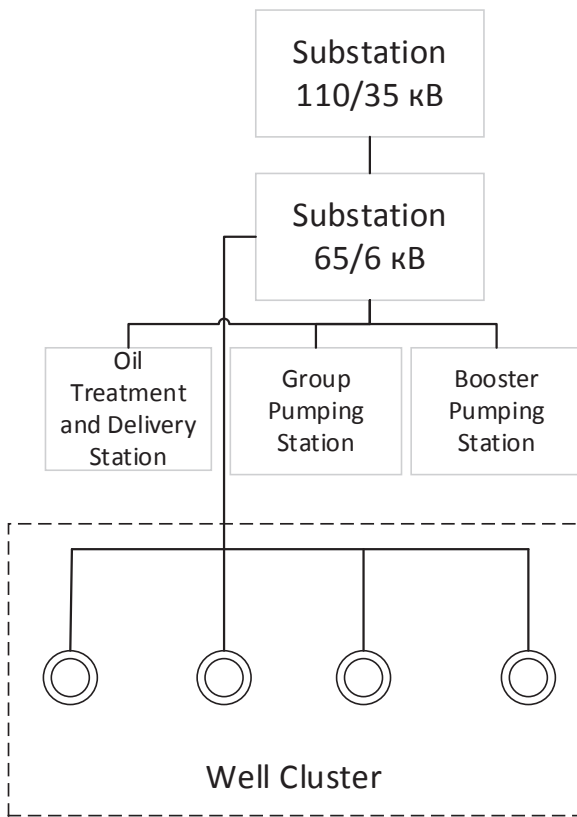 Substation
110/35 кВ
Substation
65/6 кВ
Oil
Treatment
and Delivery
Station
Group
Pumping
Station
Booster
Pumping
Station
Well Cluster